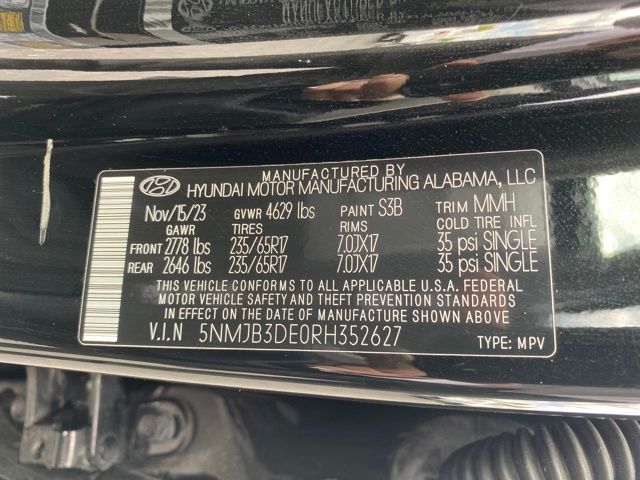 MANUFACTURED BY
HYUNDAI MOTOR MANUFACTURING ALABAMA, LLC
Nov/15/23 GVWR 4629 lbs PAINT S3B TRIM MMH
GAWR TIRES RIMS COLD TIRE INFL
FRONT 2778 lbs 235/65R17 7.0JX17 35 psi SINGLE
REAR 2646 lbs 235/65R17 7.0JX17 35 psi SINGLE
THIS VEHICLE CONFORMS TO ALL APPLICABLE U.S.A. FEDERAL
MOTOR VEHICLE SAFETY AND THEFT PREVENTION STANDARDS
IN EFFECT ON THE DATE OF MANUFACTURE SHOWN ABOVE
V.I.N 5NMJB3DE0RH352627 TYPE: MPV